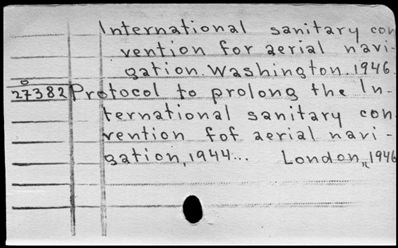 International sanitary con
vention for aerial navi-
gation. Washington. 1946.
27382 Protocol to prolong the In-
ternational sanitary con
vention fof aerial navi-
gation, 1944... London, 1946